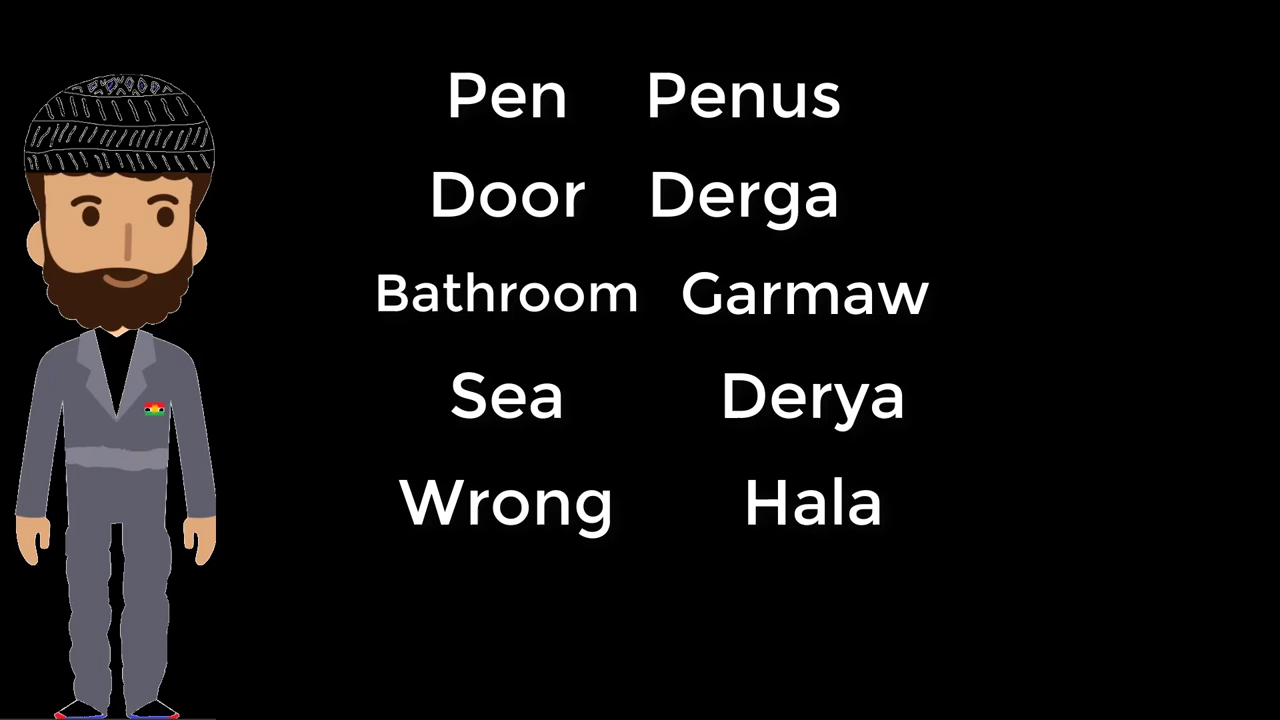 Pen Penus
Door Derga
Bathroom Garmaw
Sea Derya
Wrong Hala